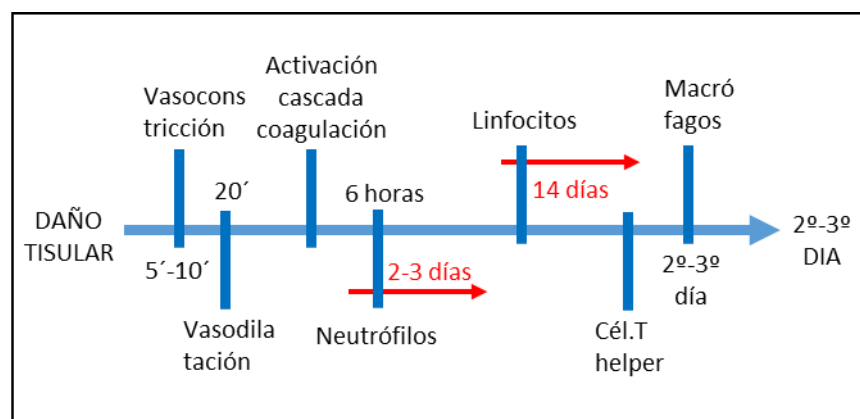 Activación
cascada
coagulación
Vasocons
tricción
Macró
fagos
Linfocitos
20´
6 horas
14 días
DAÑO
TISULAR
2º-3º
DIA
5´-10´
2-3 días
2º-3º
día
Vasodila
tación
Neutrófilos
Cél.T
helper